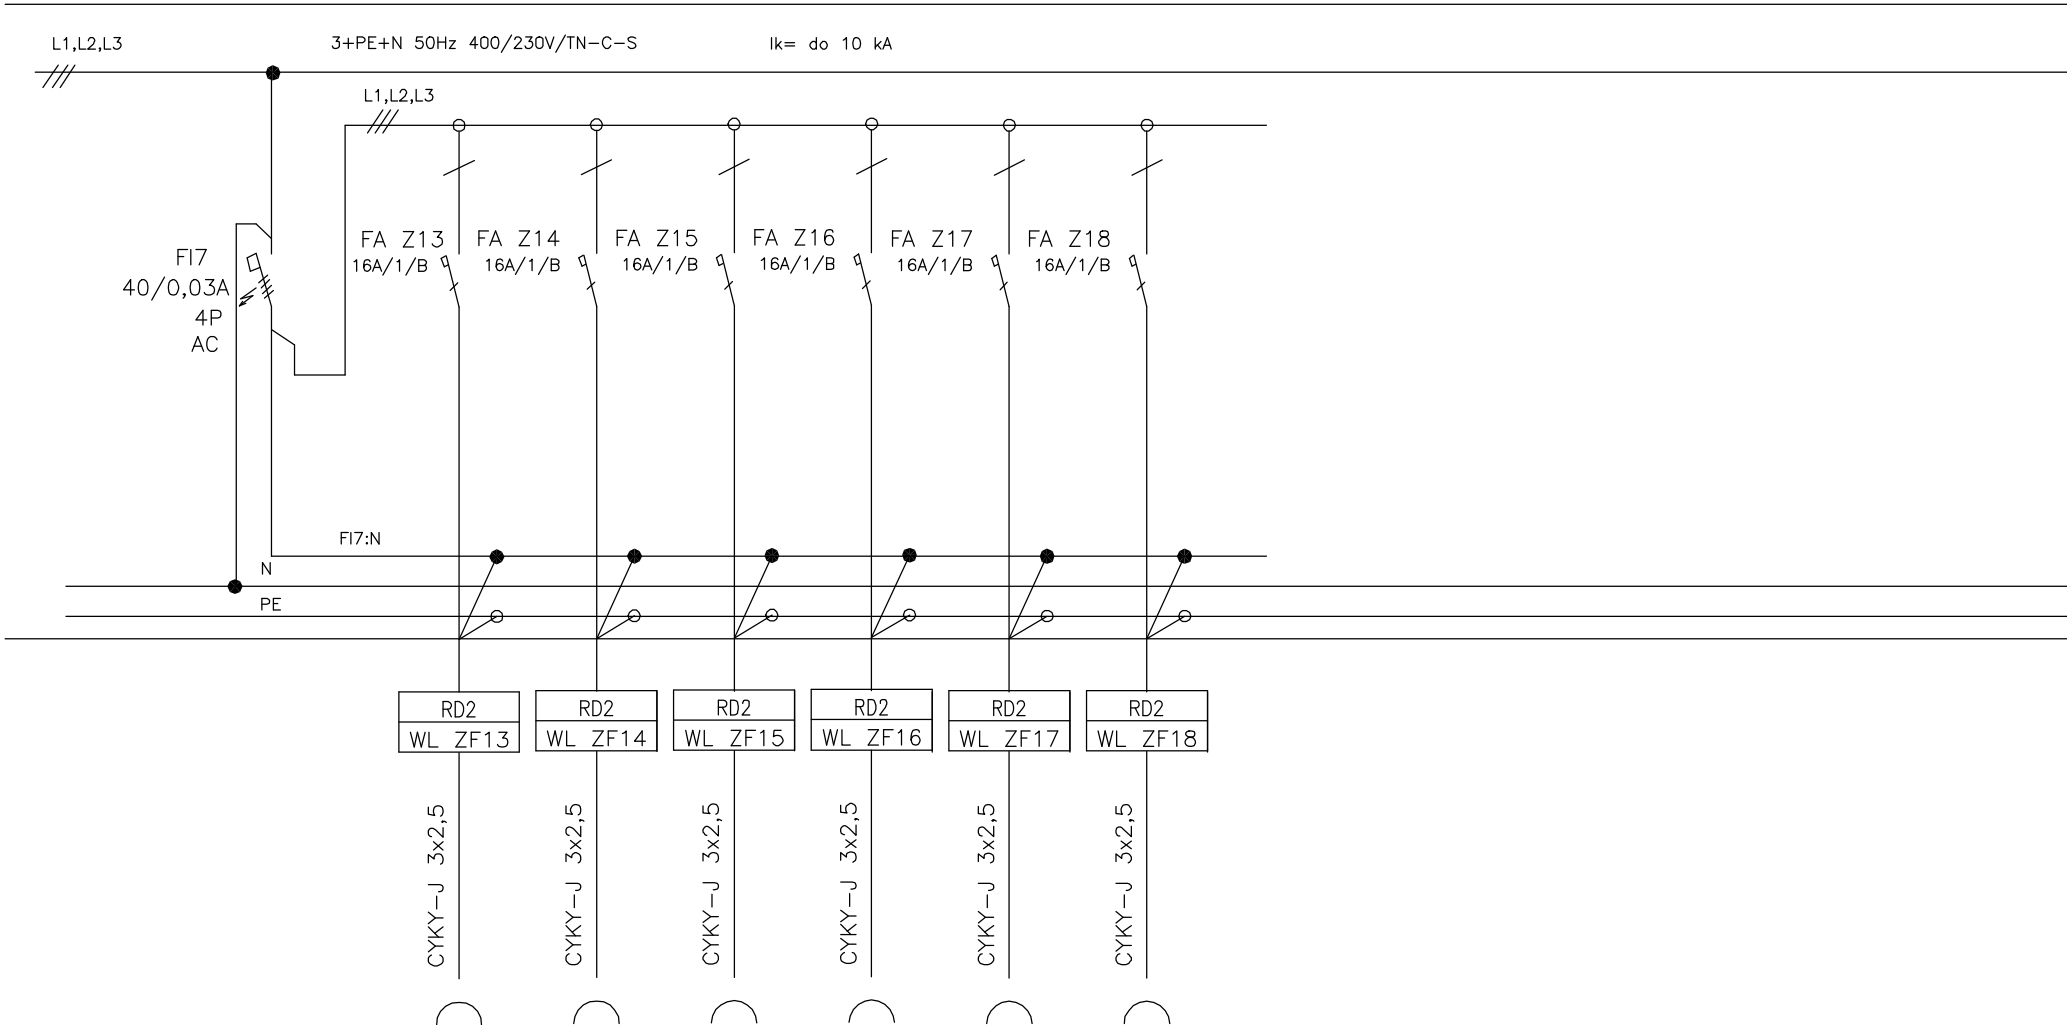 L1,L2,L3
3+PE+N 50Hz 400/230V/TN-C-S
Ik= do 10 kA
L1,L2,L3
FI7
40/0,03A
4P
AC
FA Z13
16A/1/B
FA Z14
16A/1/B
FA Z15
16A/1/B
FA Z16
16A/1/B
FA Z17
16A/1/B
FA Z18
16A/1/B
FI7:N
N
PE
RD2
WL ZF13
RD2
WL ZF14
RD2
WL ZF15
RD2
WL ZF16
RD2
WL ZF17
RD2
WL ZF18
CYKY-J 3x2,5
CYKY-J 3x2,5
CYKY-J 3x2,5
CYKY-J 3x2,5
CYKY-J 3x2,5
CYKY-J 3x2,5